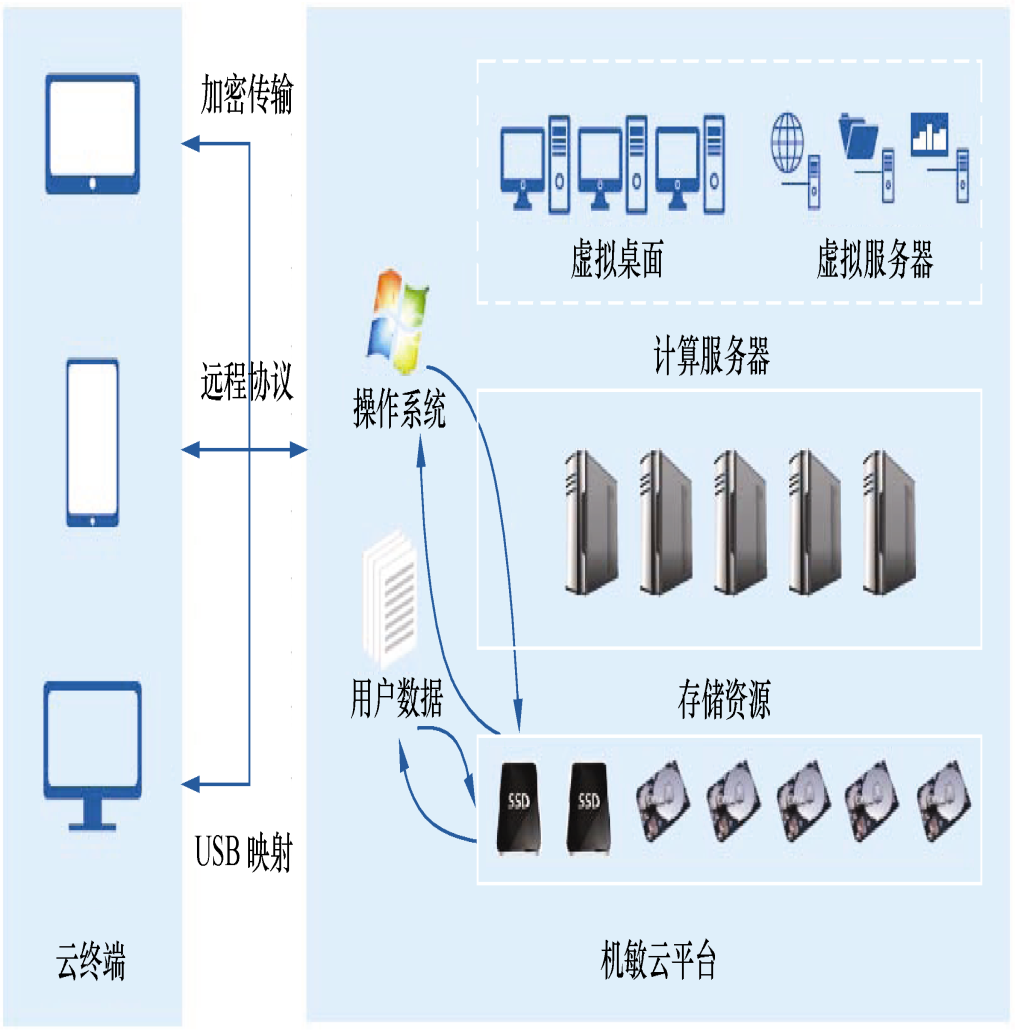 加密传输
虚拟桌面
虚拟服务器
计算服务器
远程协议
操作系统
用户数据
存储资源
SSD
SSD
USB 映射
云终端
机敏云平台